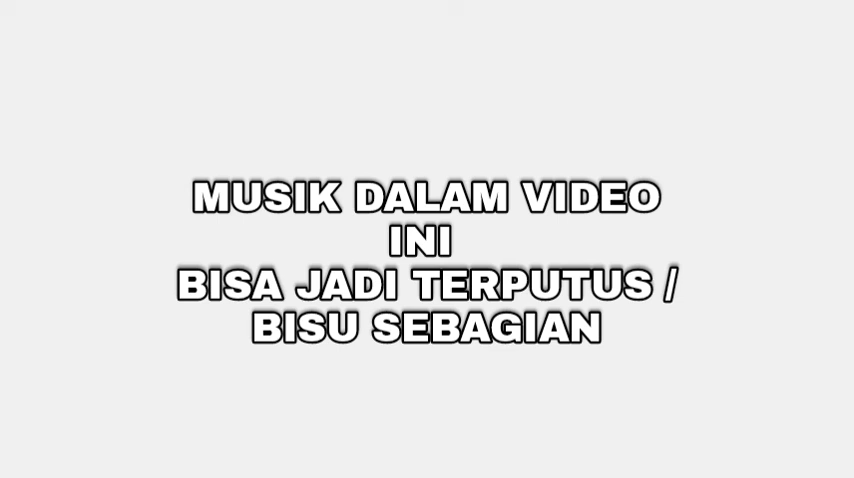 MUSIK DALAM VIDEO
INI
BISA JADI TERPUTUS /
BISU SEBAGIAN